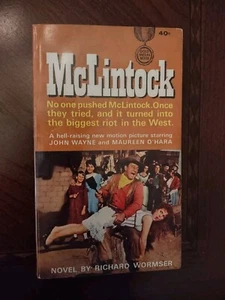 40¢
McLintock
No one pushed McLintock. Once
they tried, and it turned into
the biggest riot in the West.
A hell-raising new motion picture starring
JOHN WAYNE and MAUREEN O'HARA
NOVEL BY RICHARD WORMSER